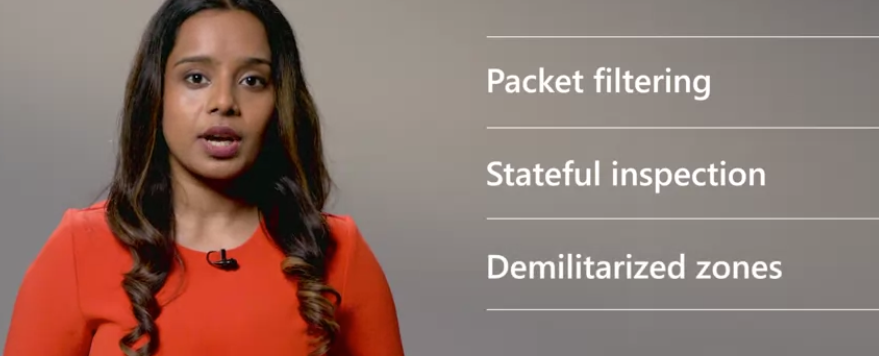 Packet filtering
Stateful inspection
Demilitarized zones